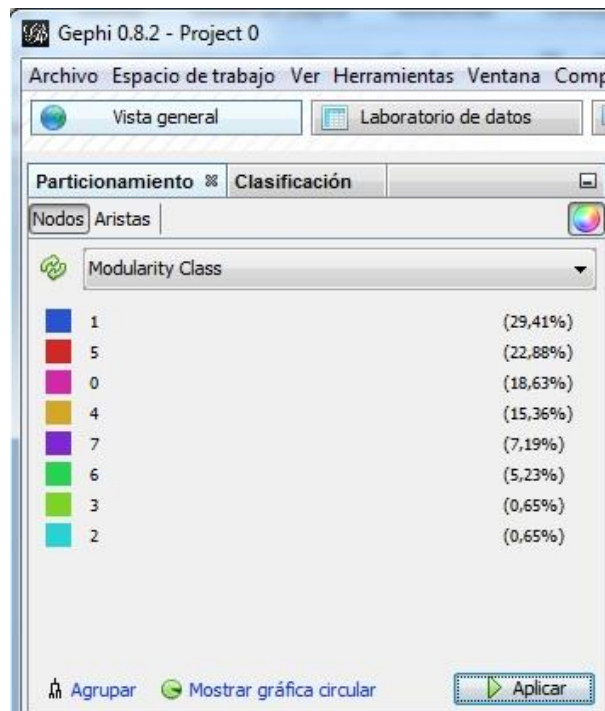 Gephi 0.8.2 - Project 0
Archivo Espacio de trabajo Ver Herramientas Ventana Comp
Vista general Laboratorio de datos
Particionamiento Clasificación
Nodos Aristas
Modularity Class
1 (29,41%)
5 (22,88%)
0 (18,63%)
4 (15,36%)
7 (7,19%)
6 (5,23%)
3 (0,65%)
2 (0,65%)
Agrupar Mostrar gráfica circular Aplicar